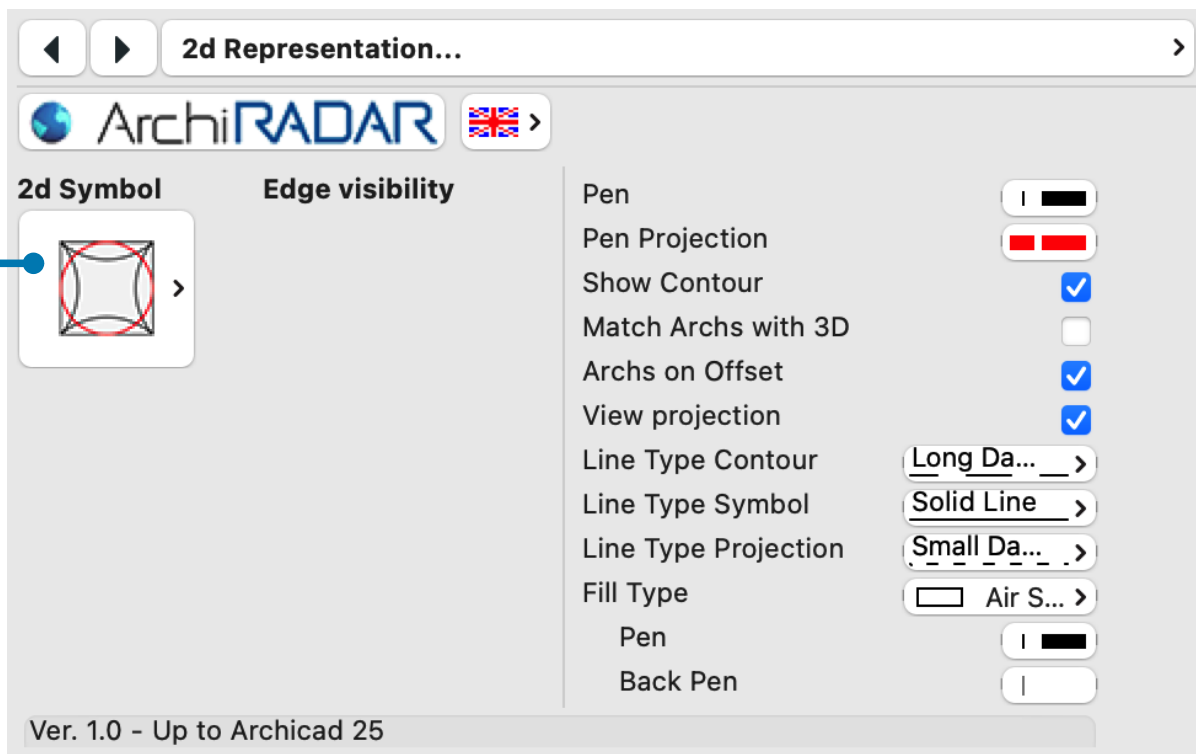 2d Representation...
ArchiRADAR
2d Symbol
Edge visibility
Pen
Pen Projection
Show Contour
Match Archs with 3D
Archs on Offset
View projection
Line Type Contour Long Da...
Line Type Symbol Solid Line
Line Type Projection Small Da...
Fill Type Air S...
Pen
Back Pen
Ver. 1.0 - Up to Archicad 25